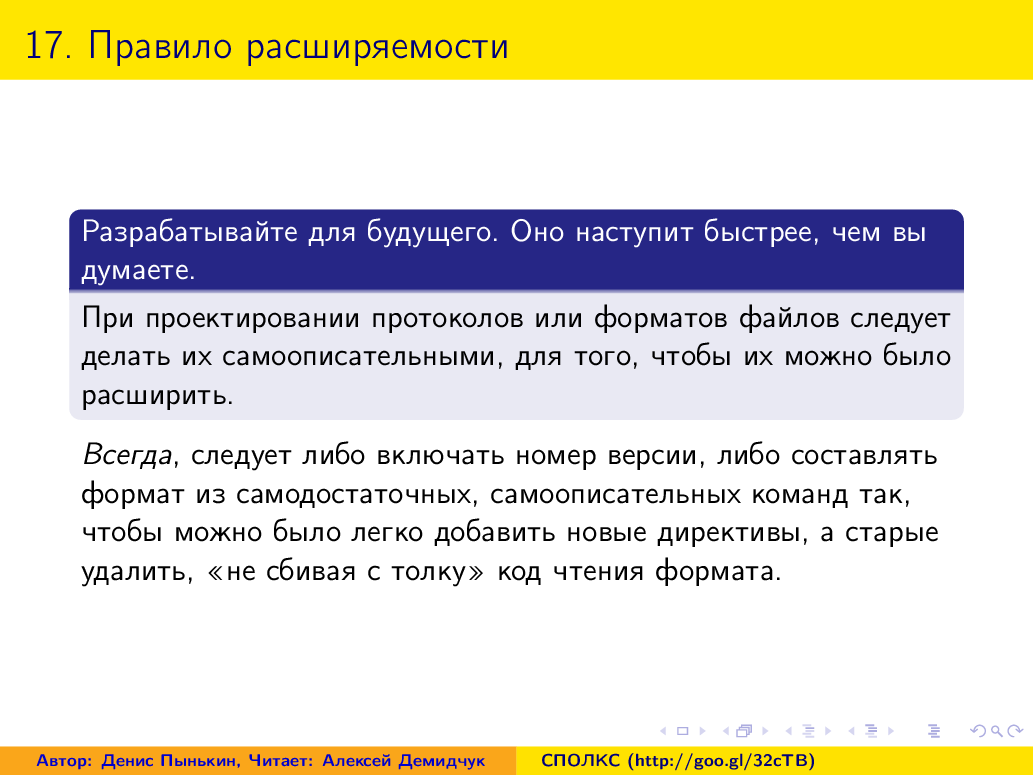 17. Правило расширяемости
Разрабатывайте для будущего. Оно наступит быстрее, чем вы
думаете.
При проектировании протоколов или форматов файлов следует
делать их самоописательными, для того, чтобы их можно было
расширить.
Всегда, следует либо включать номер версии, либо составлять
формат из самодостаточных, самоописательных команд так,
чтобы можно было легко добавить новые директивы, а старые
удалить, «не сбивая с толку» код чтения формата.
Автор: Денис Пынькин, Читает: Алексей Демидчук
СПОЛКС (http://goo.gl/32cTB)